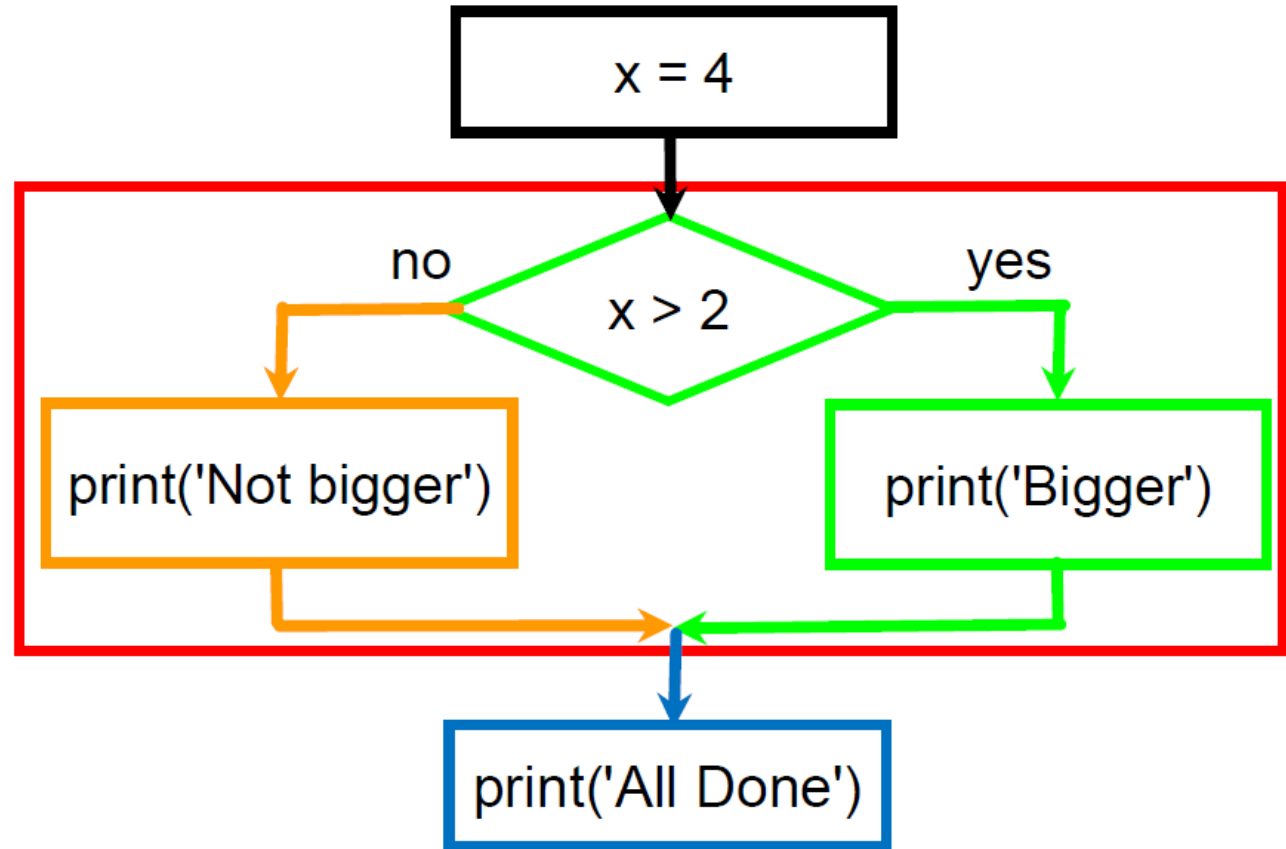 x = 4
no
yes
x > 2
print('Not bigger')
print('Bigger')
print('All Done')